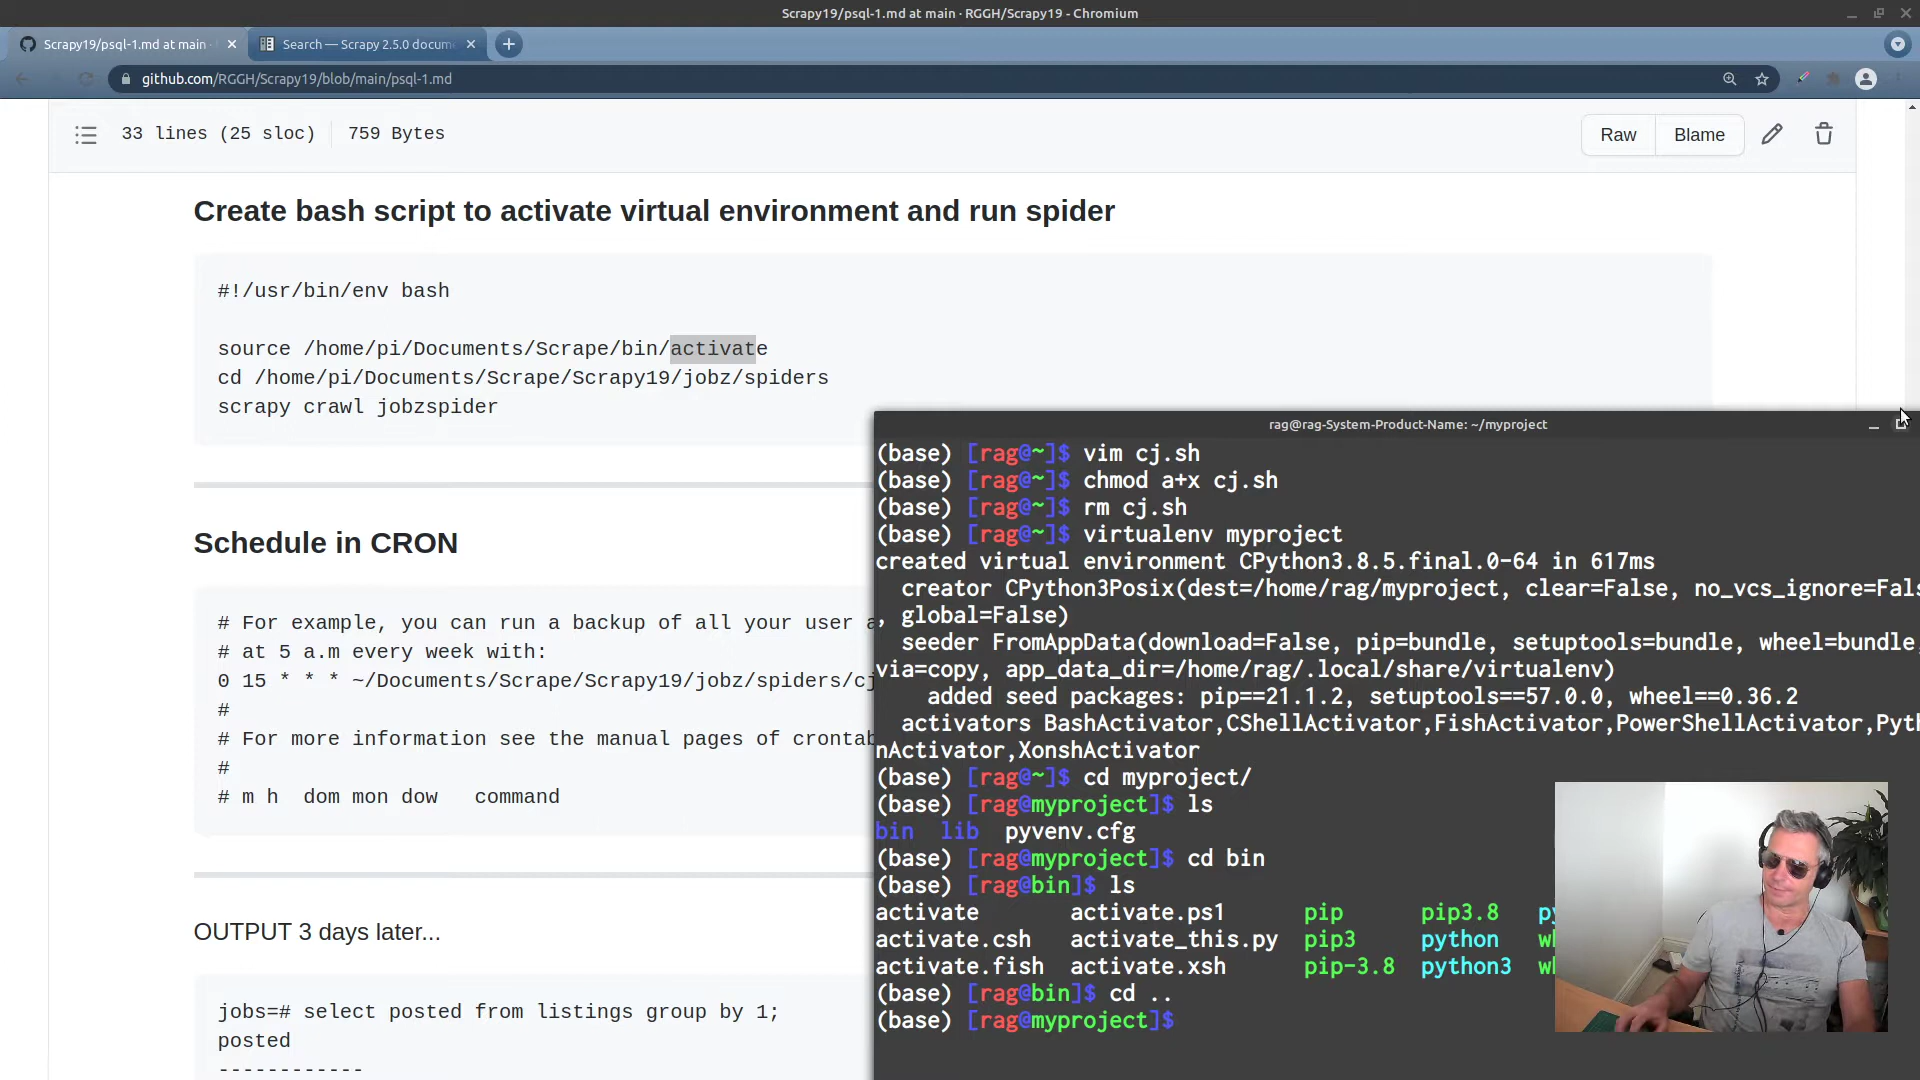 Scrapy19/psql-1.md at main · RGGH/Scrapy19 - Chromium
Scrapy19/psql-1.md at main ·
Search — Scrapy 2.5.0 docum
github.com/RGGH/Scrapy19/blob/main/psql-1.md
33 lines (25 sloc) 759 Bytes
Raw Blame
Create bash script to activate virtual environment and run spider
#!/usr/bin/env bash
source /home/pi/Documents/Scrape/bin/activate
cd /home/pi/Documents/Scrape/Scrapy19/jobz/spiders
scrapy crawl jobzspider
Schedule in CRON
# For example, you can run a backup of all your user a
# at 5 a.m every week with:
0 15 * * * ~/Documents/Scrape/Scrapy19/jobz/spiders/cj
#
# For more information see the manual pages of crontab
#
# m h dom mon dow command
OUTPUT 3 days later...
jobs=# select posted from listings group by 1;
posted
------------
rag@rag-System-Product-Name: ~/myproject
(base) [rag@~]$ vim cj.sh
(base) [rag@~]$ chmod a+x cj.sh
(base) [rag@~]$ rm cj.sh
(base) [rag@~]$ virtualenv myproject
created virtual environment CPython3.8.5.final.0-64 in 617ms
creator CPython3Posix(dest=/home/rag/myproject, clear=False, no_vcs_ignore=Fals
, global=False)
seeder FromAppData(download=False, pip=bundle, setuptools=bundle, wheel=bundle,
via=copy, app_data_dir=/home/rag/.local/share/virtualenv)
added seed packages: pip==21.1.2, setuptools==57.0.0, wheel==0.36.2
activators BashActivator,CShellActivator,FishActivator,PowerShellActivator,Pyth
nActivator,XonshActivator
(base) [rag@~]$ cd myproject/
(base) [rag@myproject]$ ls
bin lib pyvenv.cfg
(base) [rag@myproject]$ cd bin
(base) [rag@bin]$ ls
activate activate.ps1 pip pip3.8 py
activate.csh activate_this.py pip3 python wh
activate.fish activate.xsh pip-3.8 python3 wh
(base) [rag@bin]$ cd ..
(base) [rag@myproject]$